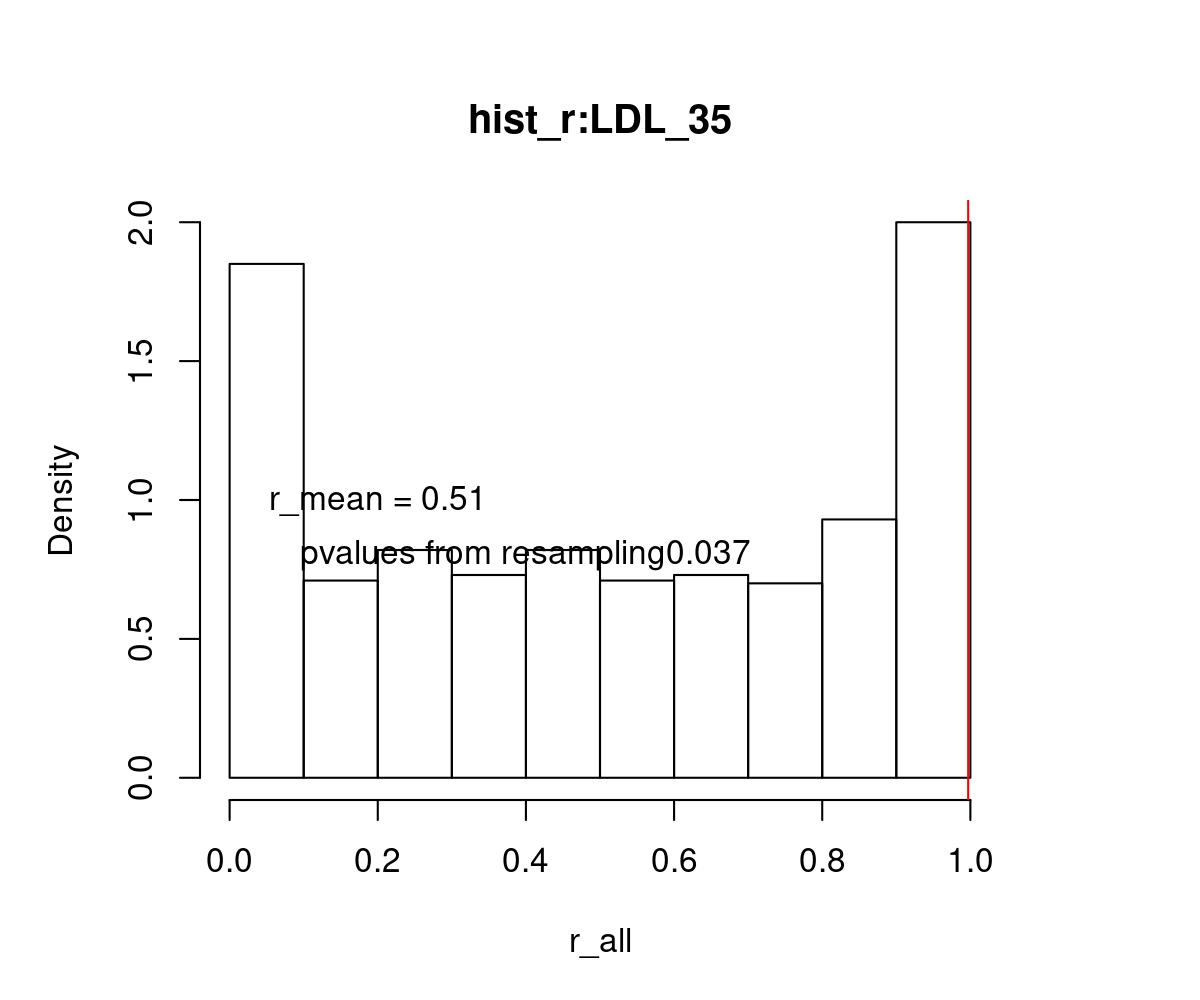 hist_r:LDL_35
Density
2.0
1.5
1.0
0.5
0.0
r_mean = 0.51
pvalues from resampling0.037
0.0 0.2 0.4 0.6 0.8 1.0
r_all